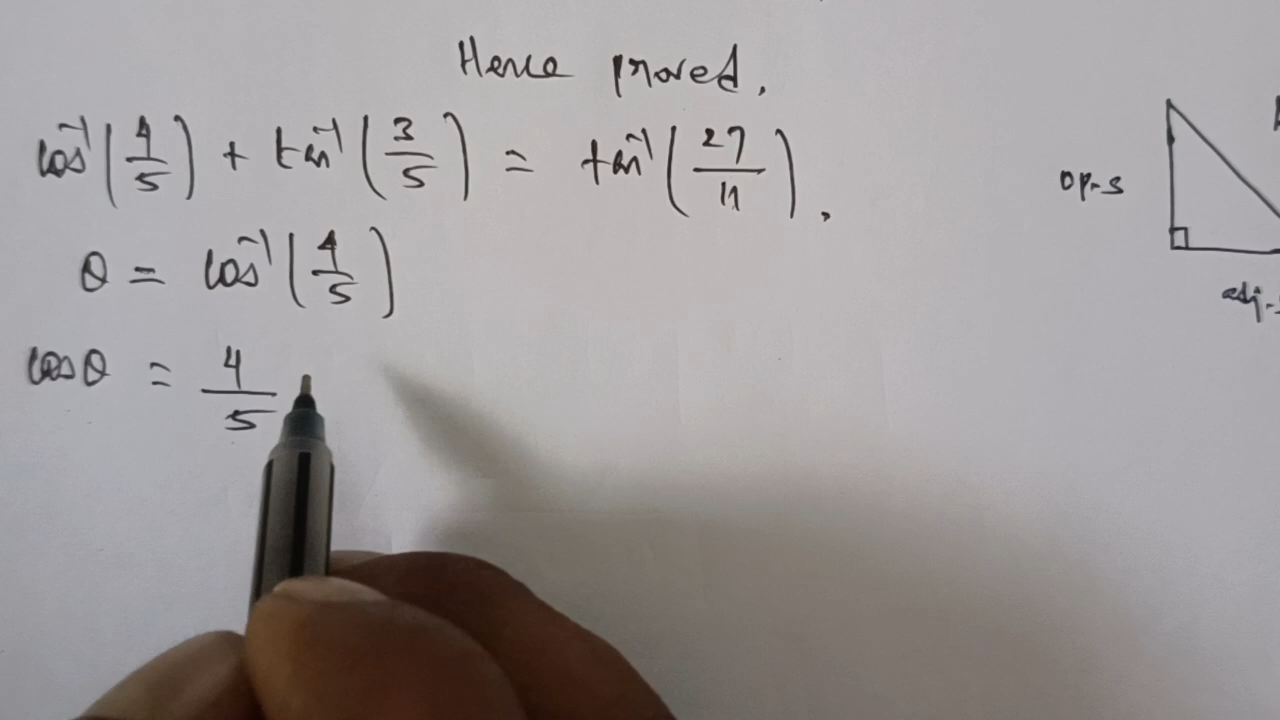 Hence proved.
cos⁻¹(4/5) + tan⁻¹(3/5) = tan⁻¹(27/11).
op-s
θ = cos⁻¹(4/5)
adj-s
cosθ = 4/5